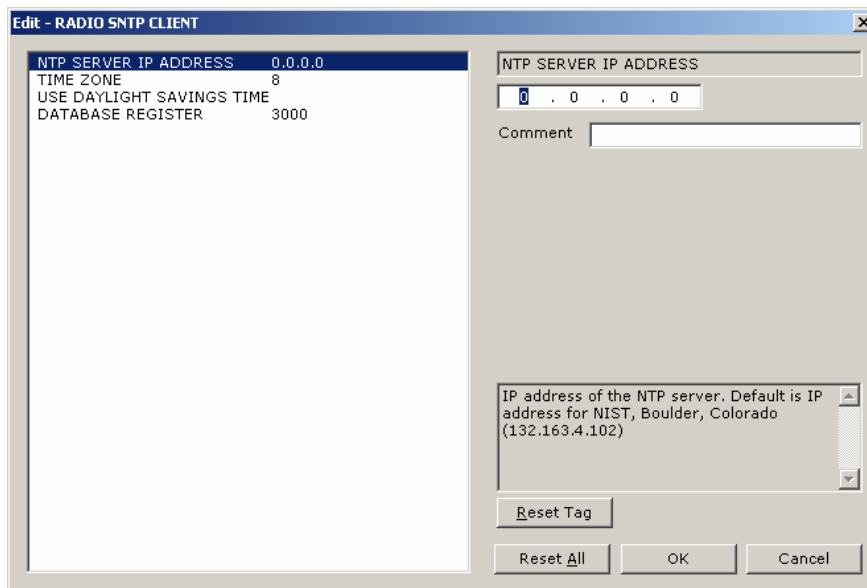 Edit - RADIO SNTP CLIENT
NTP SERVER IP ADDRESS 0.0.0.0
TIME ZONE 8
USE DAYLIGHT SAVINGS TIME
DATABASE REGISTER 3000
NTP SERVER IP ADDRESS
0 . 0 . 0 . 0
Comment
IP address of the NTP server. Default is IP
address for NIST, Boulder, Colorado
(132.163.4.102)
Reset Tag
Reset All OK Cancel